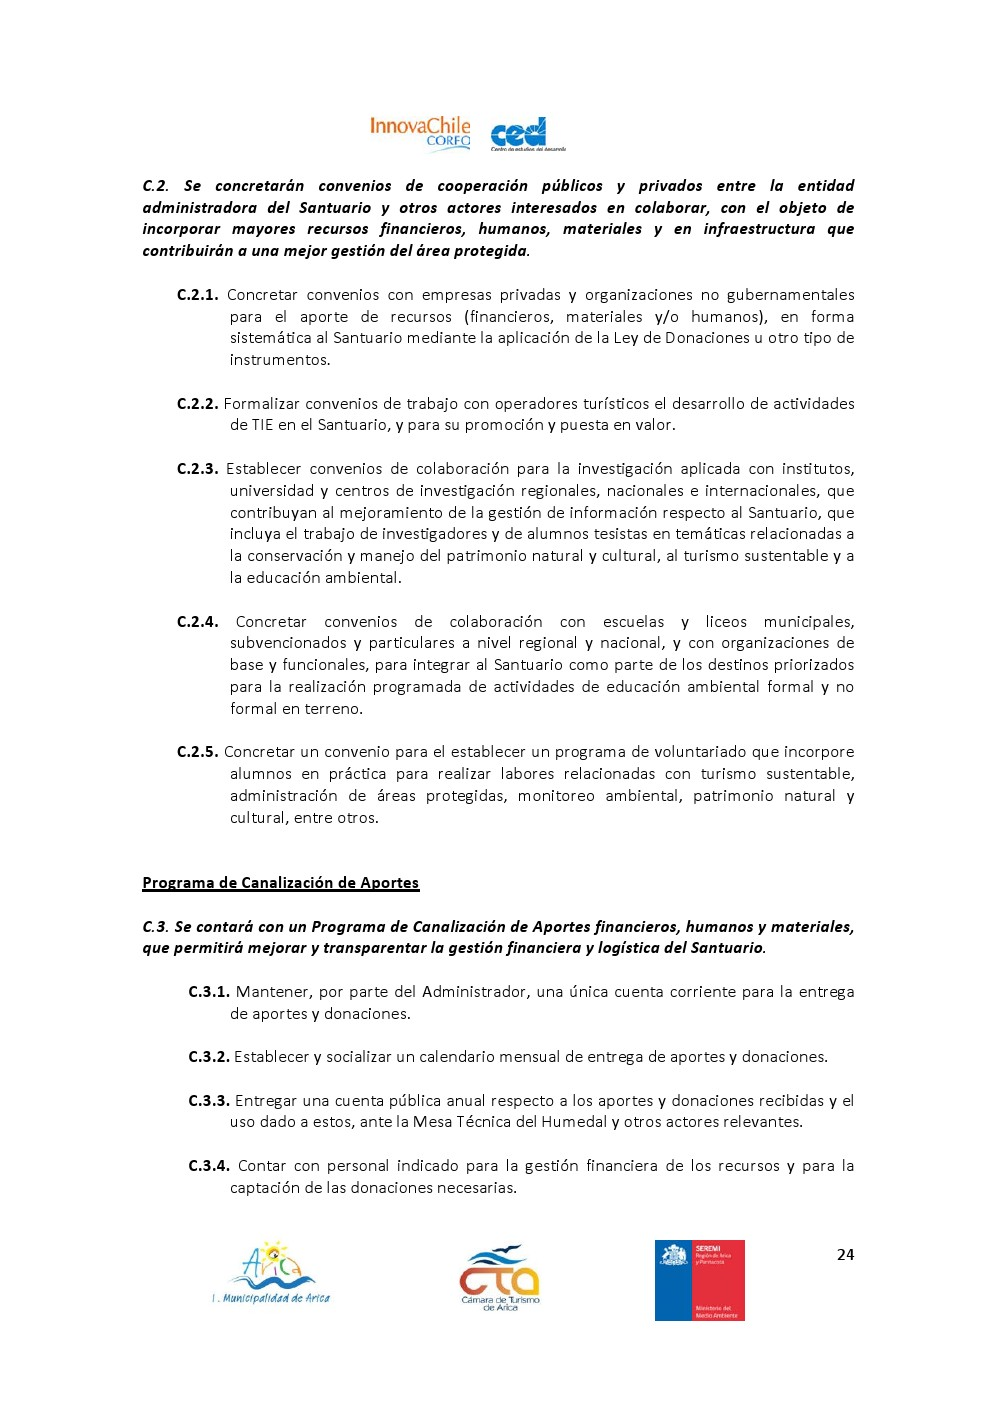 InnovaChile
CORFO
ced
Centro de estudios del desarrollo
C.2. Se concretarán convenios de cooperación públicos y privados entre la entidad
administradora del Santuario y otros actores interesados en colaborar, con el objeto de
incorporar mayores recursos financieros, humanos, materiales y en infraestructura que
contribuirán a una mejor gestión del área protegida.
C.2.1. Concretar convenios con empresas privadas y organizaciones no gubernamentales
para el aporte de recursos (financieros, materiales y/o humanos), en forma
sistemática al Santuario mediante la aplicación de la Ley de Donaciones u otro tipo de
instrumentos.
C.2.2. Formalizar convenios de trabajo con operadores turísticos el desarrollo de actividades
de TIE en el Santuario, y para su promoción y puesta en valor.
C.2.3. Establecer convenios de colaboración para la investigación aplicada con institutos,
universidad y centros de investigación regionales, nacionales e internacionales, que
contribuyan al mejoramiento de la gestión de información respecto al Santuario, que
incluya el trabajo de investigadores y de alumnos tesistas en temáticas relacionadas a
la conservación y manejo del patrimonio natural y cultural, al turismo sustentable y a
la educación ambiental.
C.2.4. Concretar convenios de colaboración con escuelas y liceos municipales,
subvencionados y particulares a nivel regional y nacional, y con organizaciones de
base y funcionales, para integrar al Santuario como parte de los destinos priorizados
para la realización programada de actividades de educación ambiental formal y no
formal en terreno.
C.2.5. Concretar un convenio para el establecer un programa de voluntariado que incorpore
alumnos en práctica para realizar labores relacionadas con turismo sustentable,
administración de áreas protegidas, monitoreo ambiental, patrimonio natural y
cultural, entre otros.
Programa de Canalización de Aportes
C.3. Se contará con un Programa de Canalización de Aportes financieros, humanos y materiales,
que permitirá mejorar y transparentar la gestión financiera y logística del Santuario.
C.3.1. Mantener, por parte del Administrador, una única cuenta corriente para la entrega
de aportes y donaciones.
C.3.2. Establecer y socializar un calendario mensual de entrega de aportes y donaciones.
C.3.3. Entregar una cuenta pública anual respecto a los aportes y donaciones recibidas y el
uso dado a estos, ante la Mesa Técnica del Humedal y otros actores relevantes.
C.3.4. Contar con personal indicado para la gestión financiera de los recursos y para la
captación de las donaciones necesarias.
Arica
I. Municipalidad de Arica
CTA
Cámara de Turismo
de Arica
SEREMI
Región de Arica
y Parinacota
Ministerio del
Medio Ambiente
24